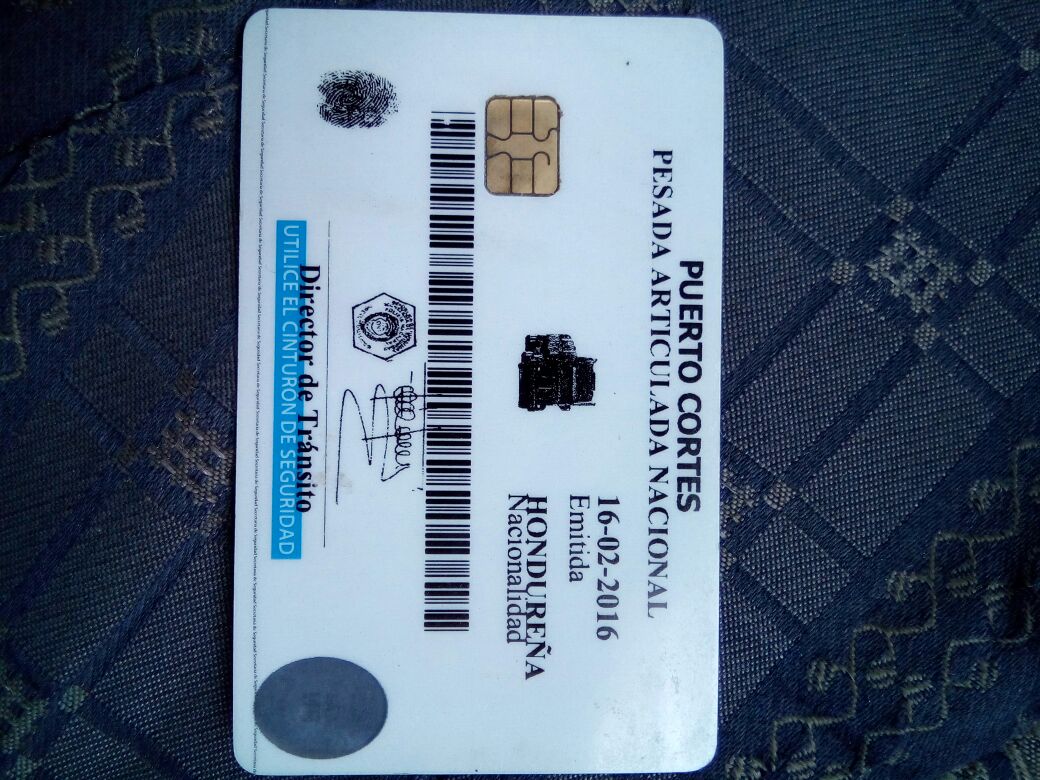 PUERTO CORTES
PESADA ARTICULADA NACIONAL
16-02-2016
Emitida
HONDUREÑA
Nacionalidad
Director de Tránsito
UTILICE EL CINTURON DE SEGURIDAD